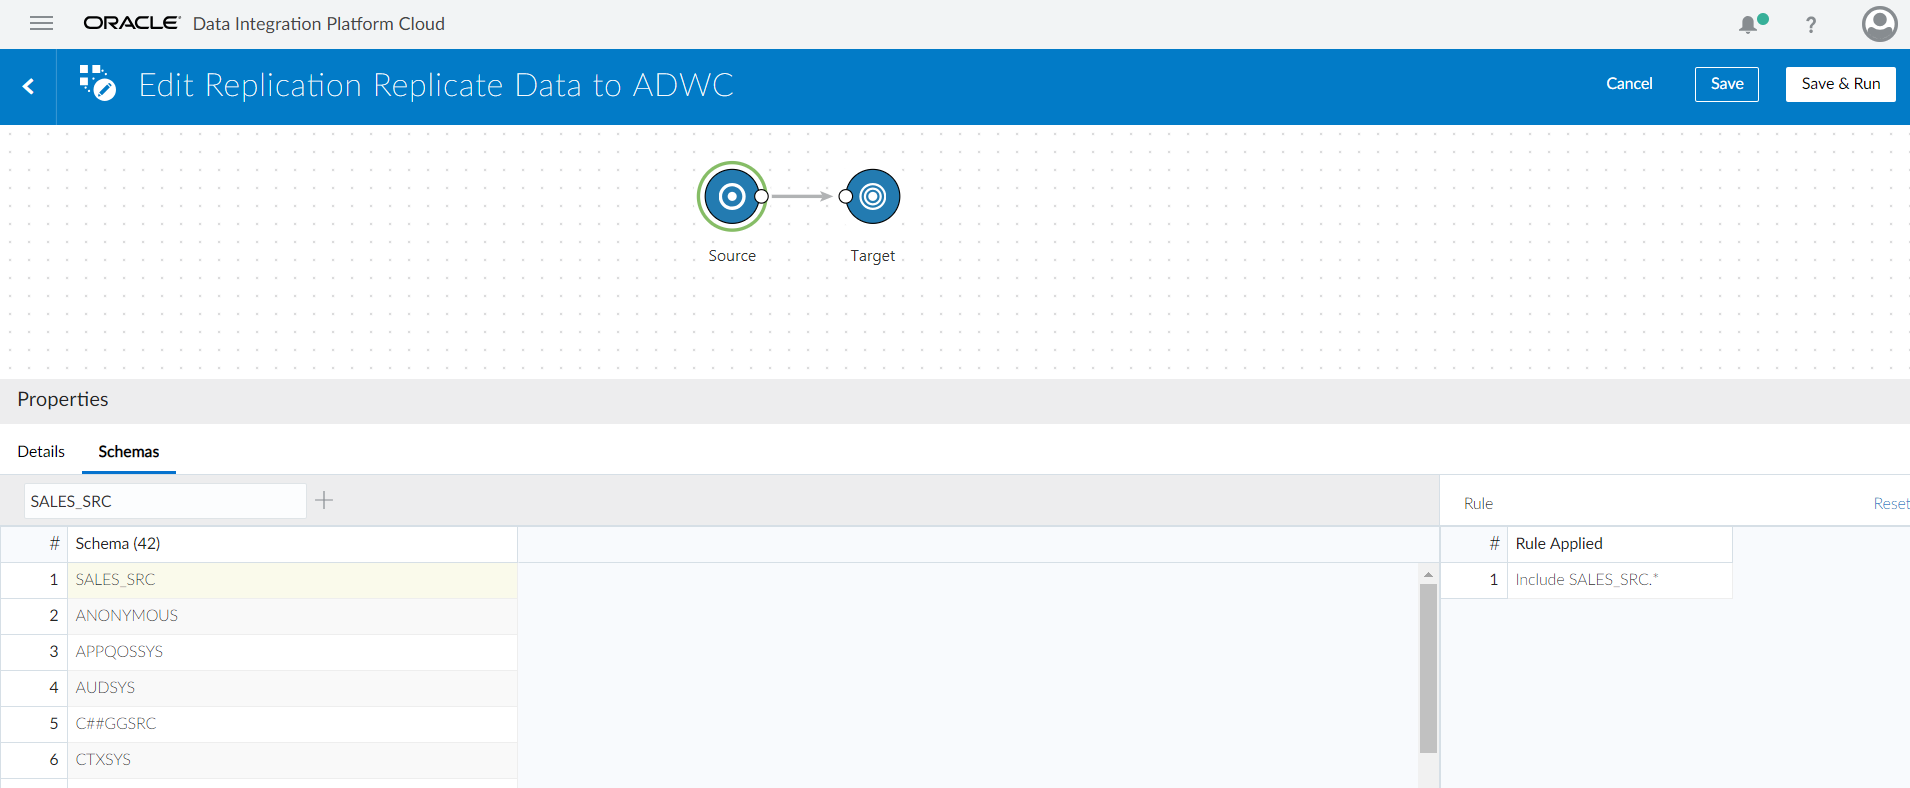 ORACLE Data Integration Platform Cloud ?
Edit Replication Replicate Data to ADWC Cancel Save Save & Run
Source Target
Properties
Details Schemas
SALES_SRC
Rule Reset
# Schema (42) # Rule Applied
1 SALES_SRC 1 Include SALES_SRC.*
2 ANONYMOUS
3 APPQOSSYS
4 AUDSYS
5 C##GGSRC
6 CTXSYS